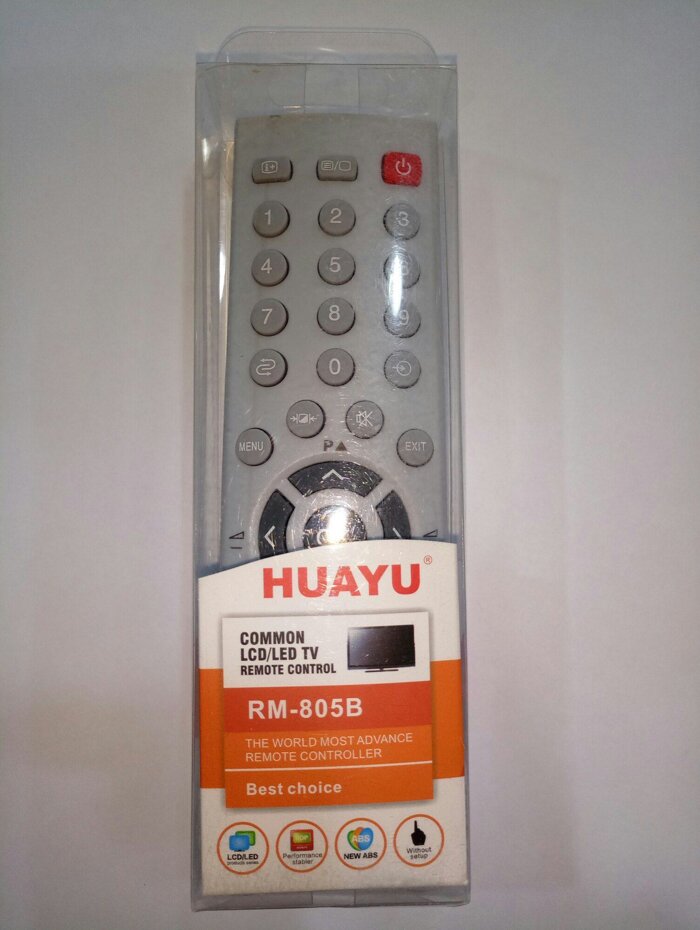 i+
1 2 3
4 5 6
7 8 9
0
MENU P▲ EXIT
HUAYU®
COMMON
LCD/LED TV
REMOTE CONTROL
RM-805B
THE WORLD MOST ADVANCE
REMOTE CONTROLLER
Best choice
LCD/LED
products series
Performance
stabler
ABS
NEW ABS
Without
setup